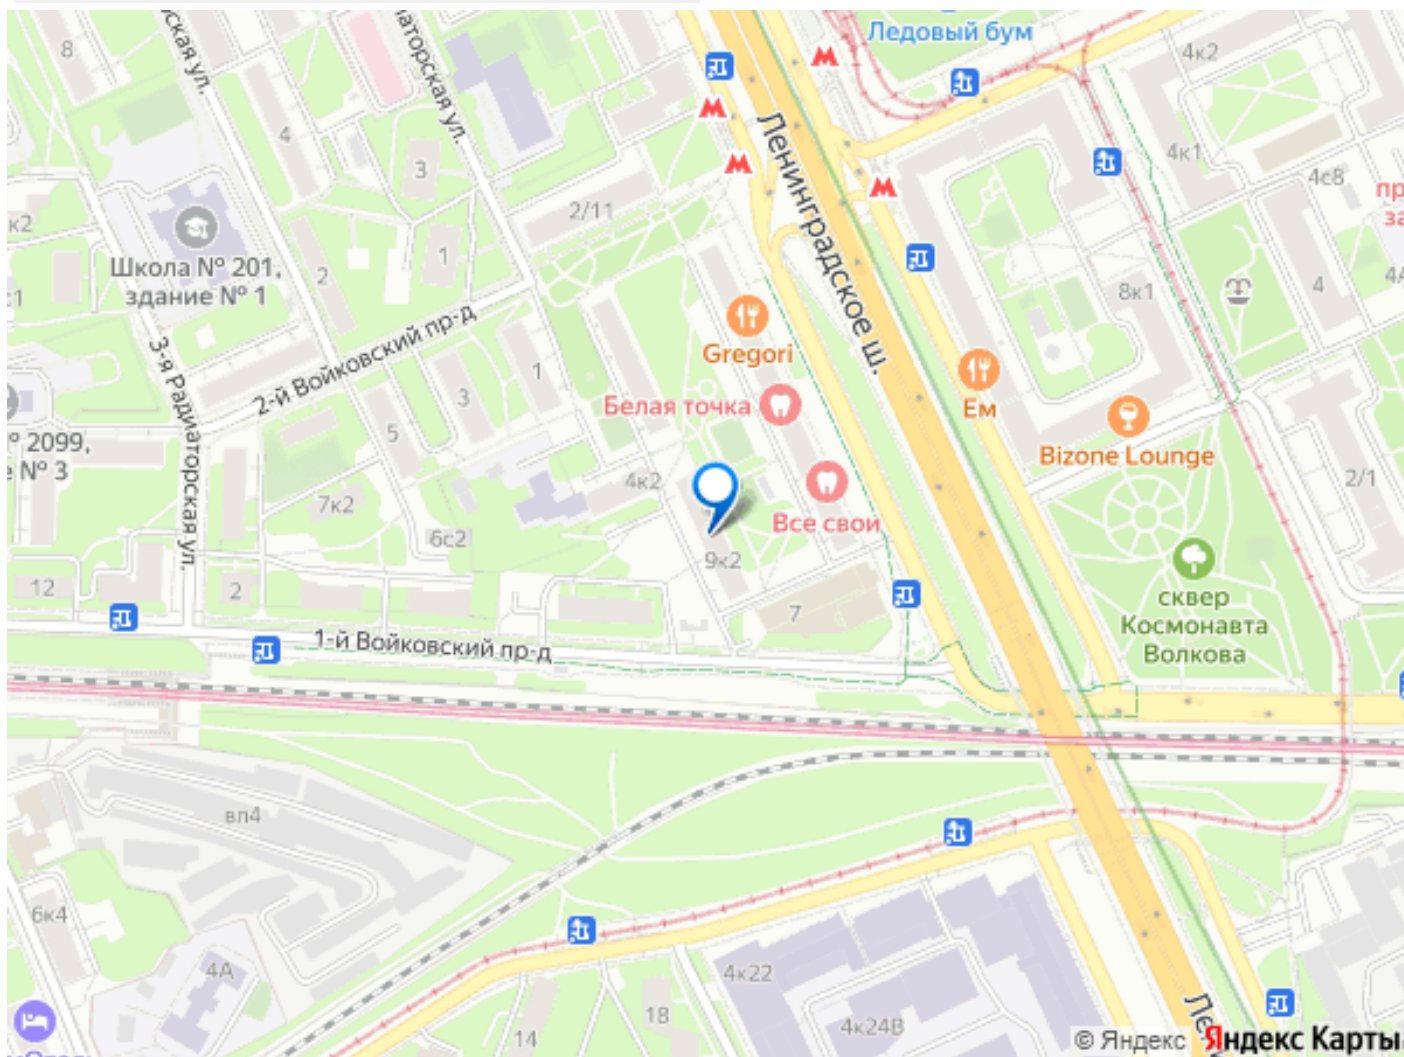 Ледовый бум
8
4к2
4
4к1
3
4с8
2/11
к2
Школа № 201,
здание № 1
2
1
Ленинградское ш.
8к1
4
4А
2-й Войковский пр-д
Gregori
1
3
Ем
Белая точка
3-я Радиаторская ул.
5
Bizone Lounge
№ 2099,
№ 3
4к2
2/1
7к2
Все свои
6с2
9к2
12
2
7
сквер
Космонавта
Волкова
1-й Войковский пр-д
вл4
6к4
4А
4к22
18
14
4к24В
© Яндекс Яндекс Карты